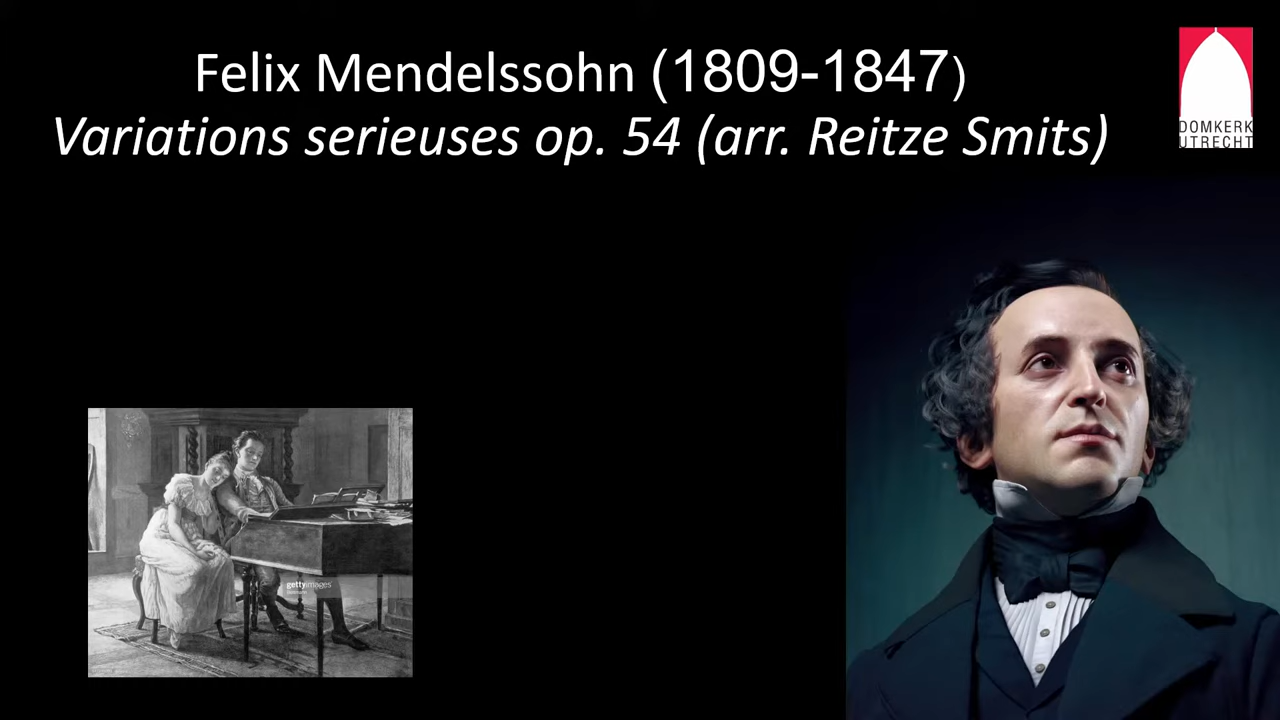 Felix Mendelssohn (1809-1847)
Variations serieuses op. 54 (arr. Reitze Smits)
DOMKERK
UTRECHT
gettyimages